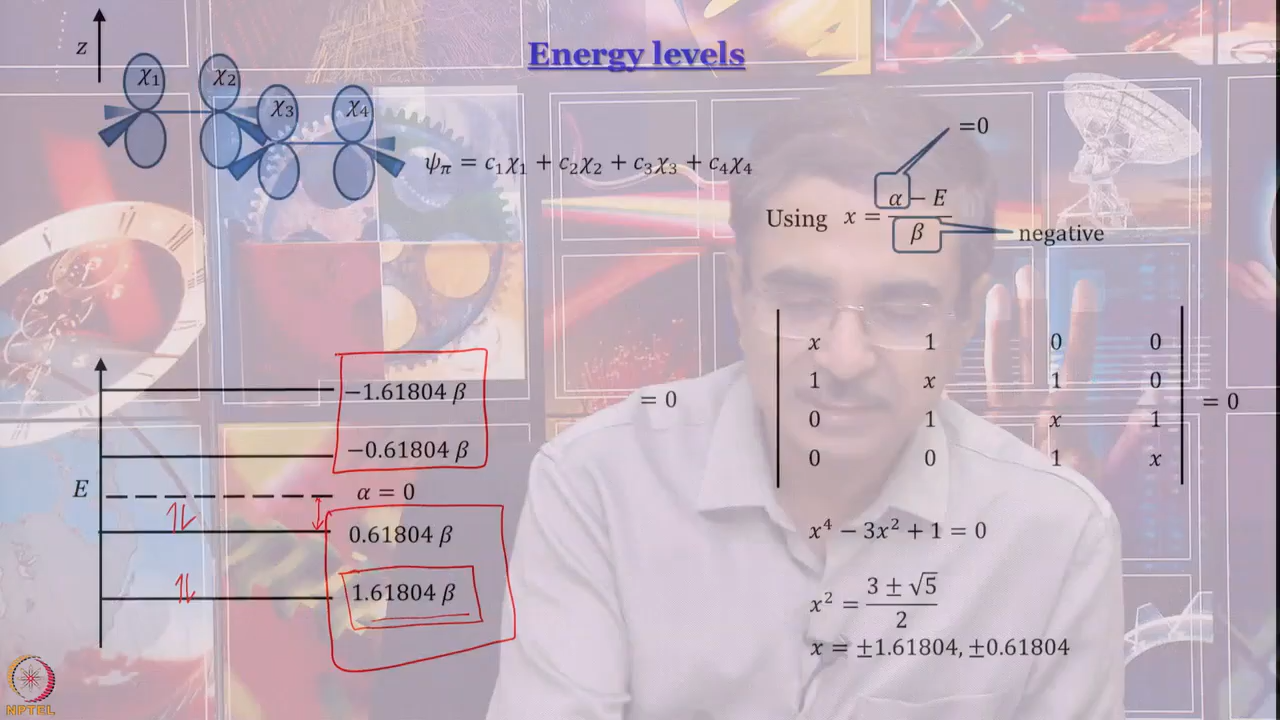 Energy levels
z
χ₁ χ₂ χ₃ χ₄
ψπ = c₁χ₁ + c₂χ₂ + c₃χ₃ + c₄χ₄
=0
Using x = (α − E)/β
negative
= 0
x 1 0 0
1 x 1 0
0 1 x 1
0 0 1 x
= 0
x⁴ − 3x² + 1 = 0
x² = (3 ± √5)/2
x = ±1.61804, ±0.61804
−1.61804 β
−0.61804 β
E
α = 0
0.61804 β
1.61804 β
NPTEL